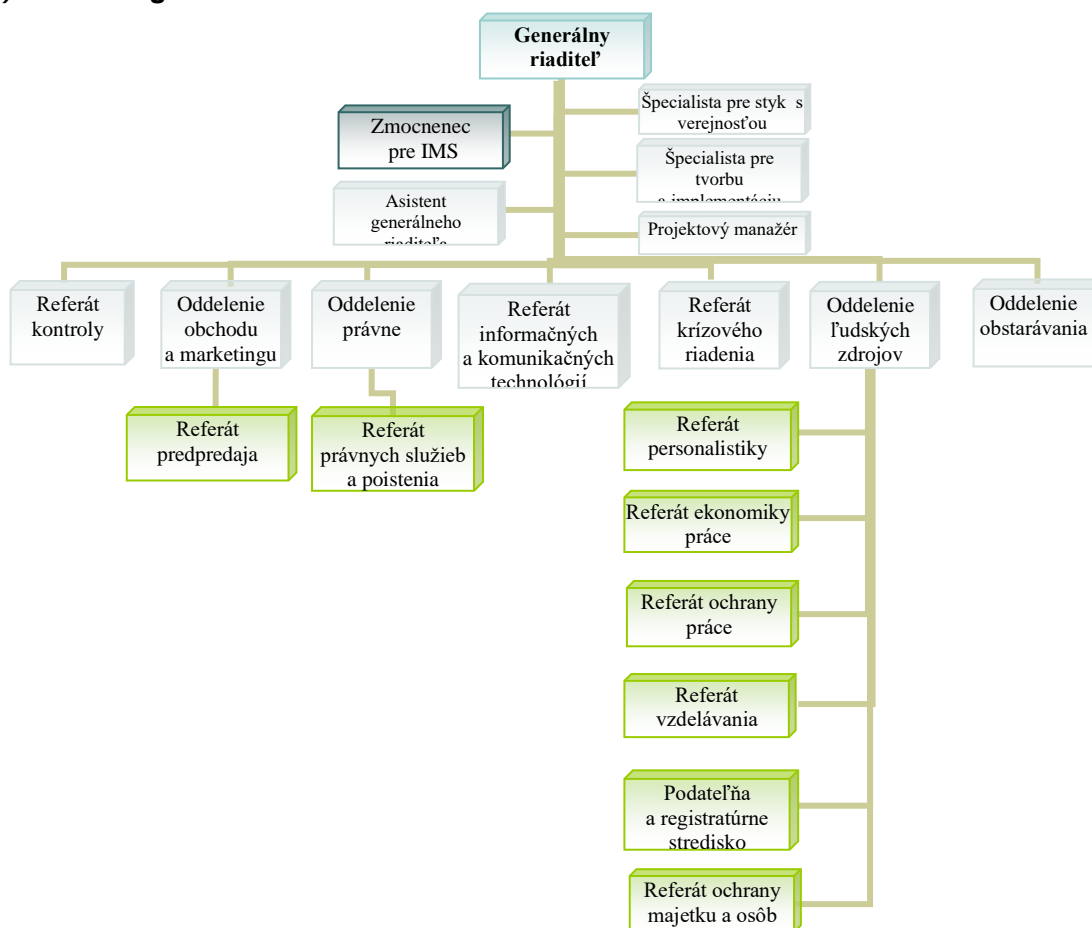 Generálny
riaditeľ
Zmocnenec
pre IMS
Špecialista pre styk s
verejnosťou
Špecialista pre
tvorbu
a implementáciu
Asistent
generálneho
riaditeľa
Projektový manažér
Referát
kontroly
Oddelenie
obchodu
a marketingu
Oddelenie
právne
Referát
informačných
a komunikačných
technológií
Referát
krízového
riadenia
Oddelenie
ľudských
zdrojov
Oddelenie
obstarávania
Referát
predpredaja
Referát
právnych služieb
a poistenia
Referát
personalistiky
Referát ekonomiky
práce
Referát ochrany
práce
Referát
vzdelávania
Podateľňa
a registratúrne
stredisko
Referát ochrany
majetku a osôb